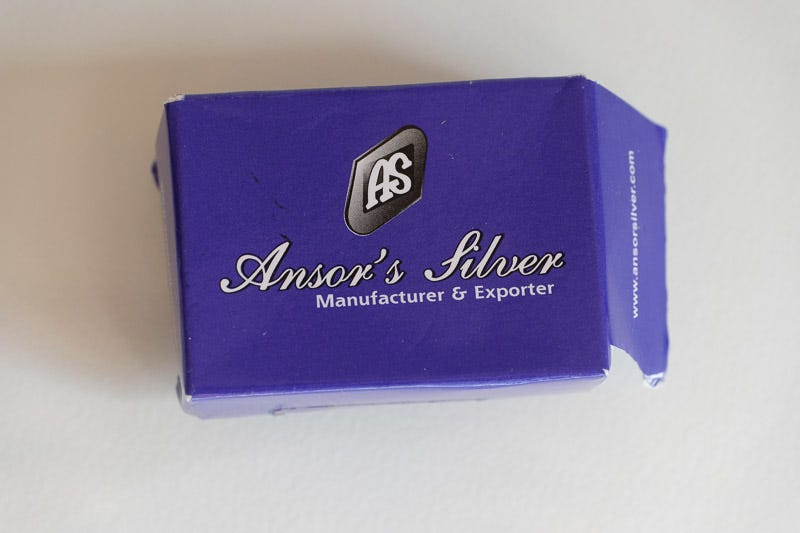 AS
Ansor's Silver
Manufacturer & Exporter
www.ansorsilver.com